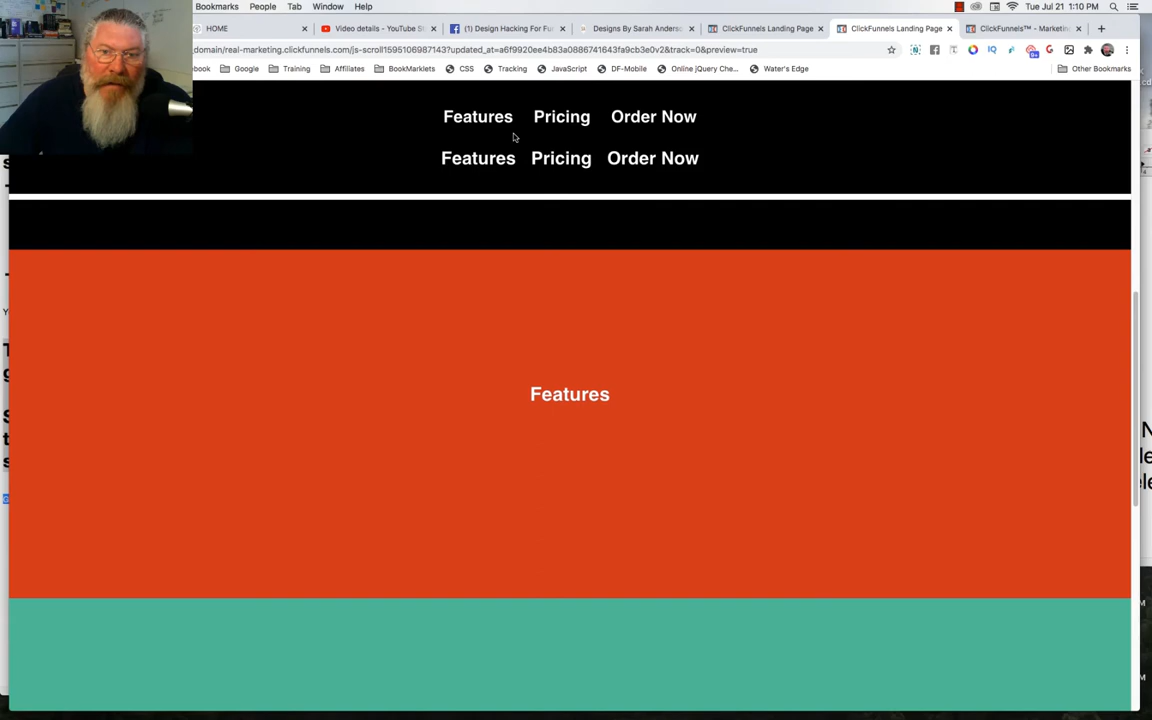 Bookmarks People Tab Window Help
Tue Jul 21 1:10 PM
HOME
Video details - YouTube St
(1) Design Hacking For Fu
Designs By Sarah Anders
ClickFunnels Landing Page
ClickFunnels Landing Page
ClickFunnels™ - Marketing
domain/real-marketing.clickfunnels.com/js-scroll1595106987143?updated_at=a6f9920ee4b83a0886741643fa9cb3e0v2&track=0&preview=true
book Google Training Affiliates BookMarklets CSS Tracking JavaScript DF-Mobile Online jQuery Che... Water's Edge Other Bookmarks
Features Pricing Order Now
Features Pricing Order Now
Features